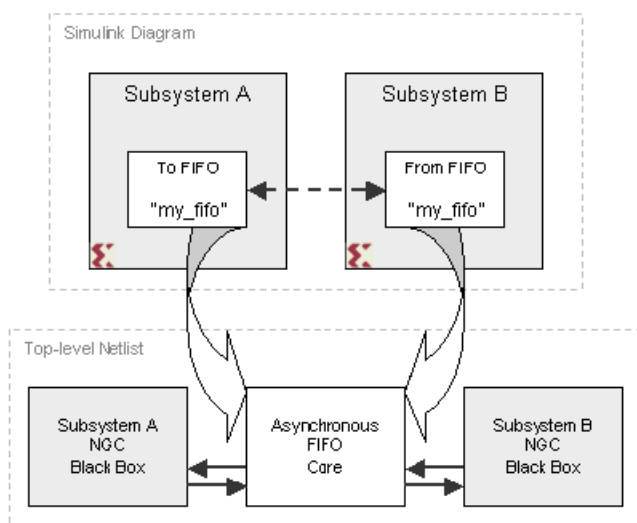 Simulink Diagram
Subsystem A
Subsystem B
To FIFO
"my_fifo"
From FIFO
"my_fifo"
Top-level Netlist
Subsystem A
NGC
Black Box
Asynchronous
FIFO
Core
Subsystem B
NGC
Black Box